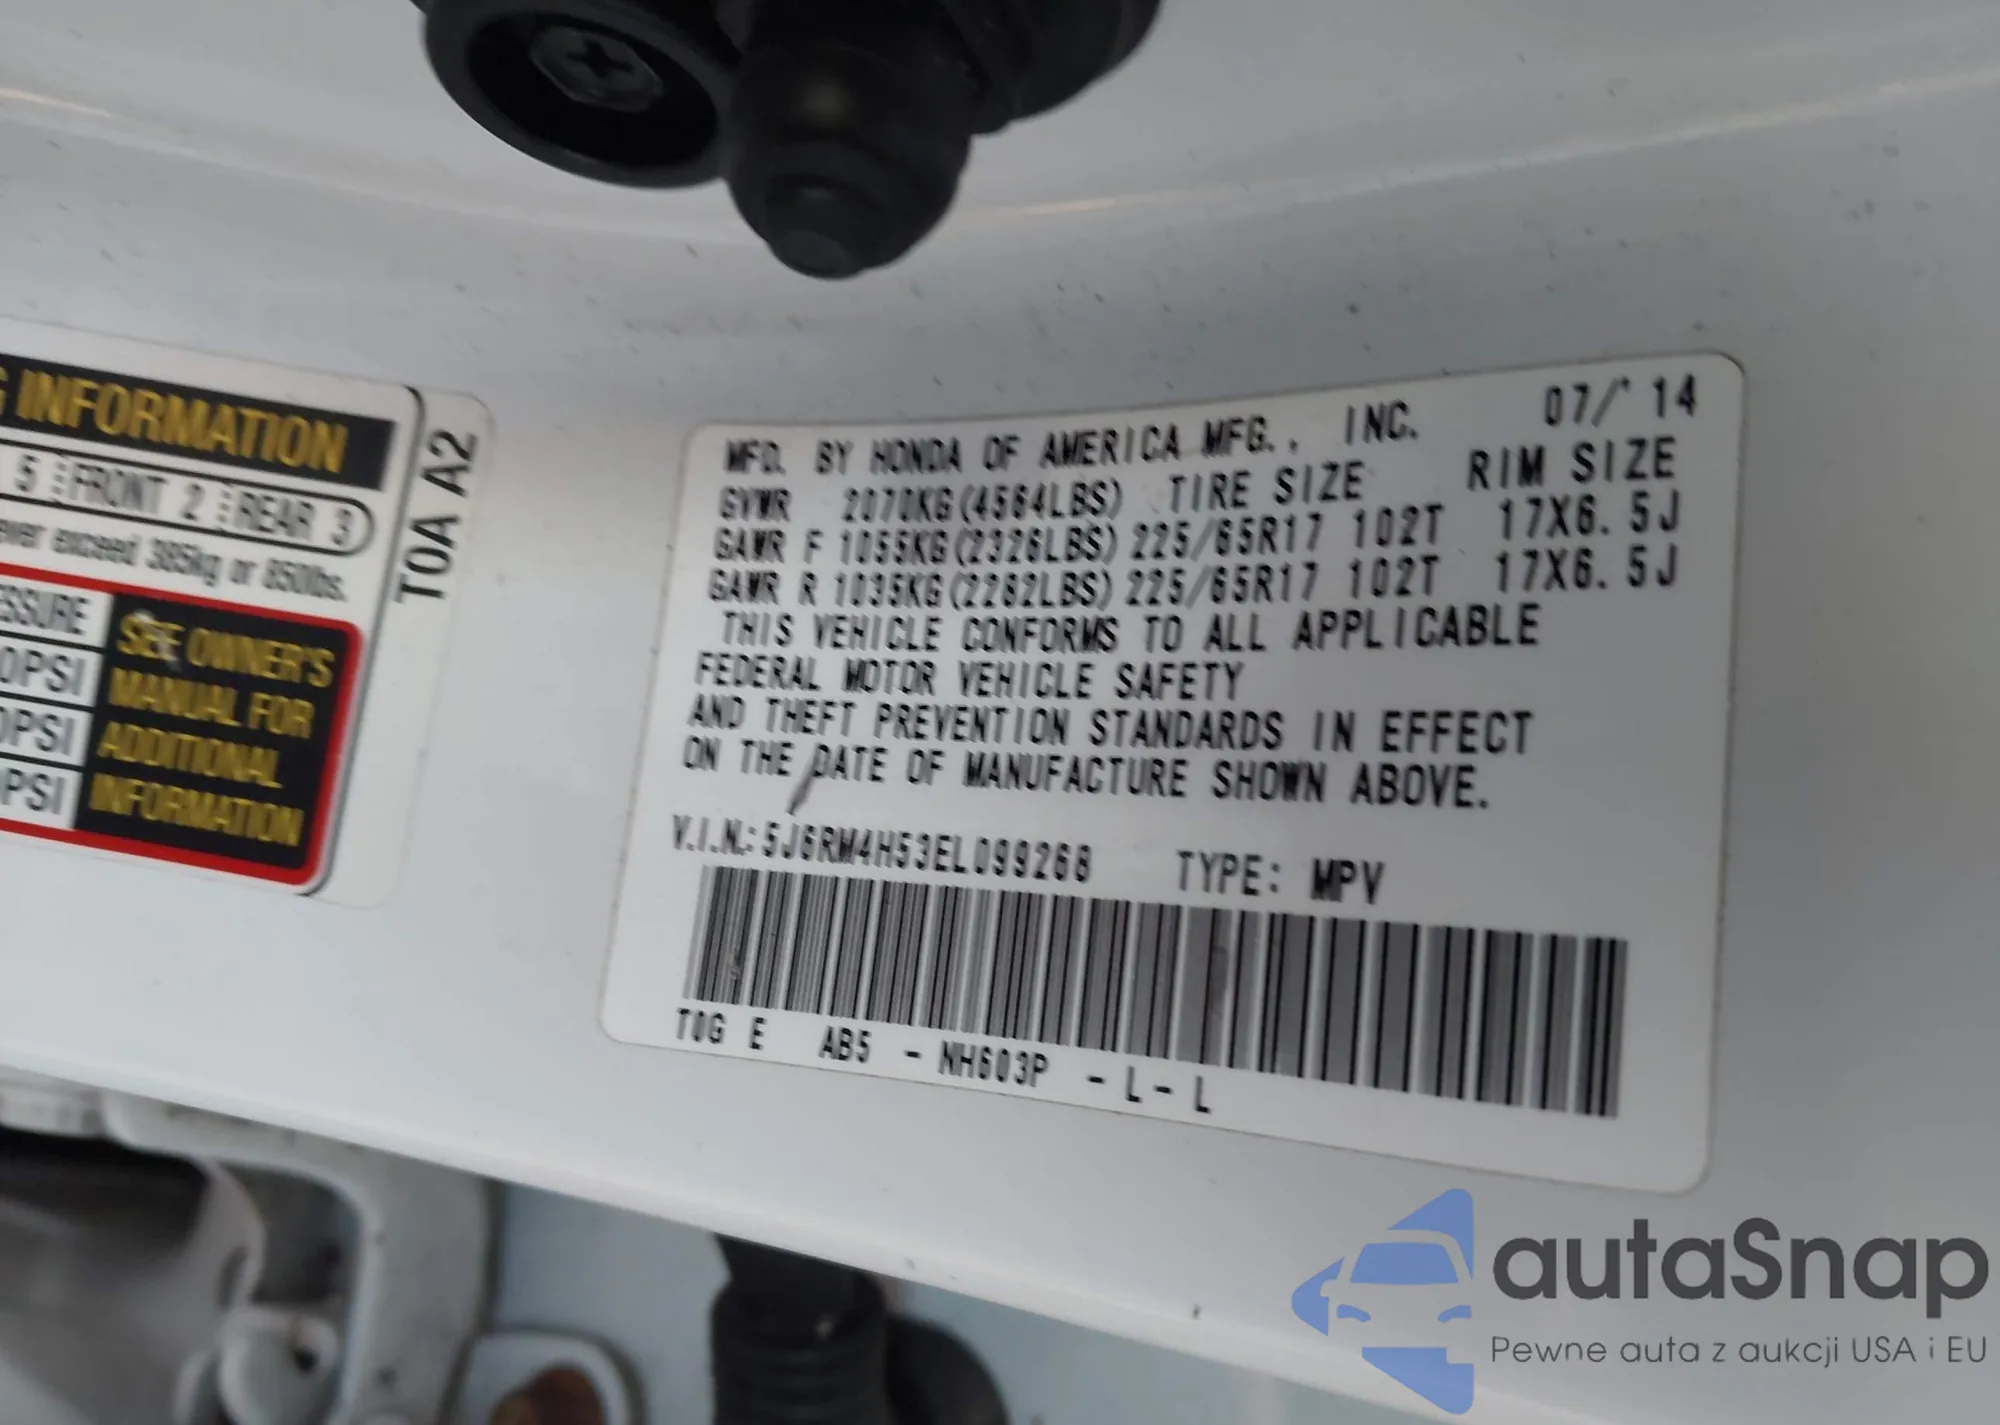 G INFORMATION
5 FRONT 2 REAR 3
ever exceed 385kg or 850lbs.
ESSURE
0PSI
0PSI
PSI
SEE OWNER'S
MANUAL FOR
ADDITIONAL
INFORMATION
T0A A2
MFD. BY HONDA OF AMERICA MFG., INC. 07/'14
GVWR 2070KG(4564LBS) TIRE SIZE RIM SIZE
GAWR F 1055KG(2326LBS) 225/65R17 102T 17X6.5J
GAWR R 1035KG(2282LBS) 225/65R17 102T 17X6.5J
THIS VEHICLE CONFORMS TO ALL APPLICABLE
FEDERAL MOTOR VEHICLE SAFETY
AND THEFT PREVENTION STANDARDS IN EFFECT
ON THE DATE OF MANUFACTURE SHOWN ABOVE.
V.I.N.: 5J6RM4H53EL099268 TYPE: MPV
T0G E AB5 - NH603P - L - L
autaSnap
Pewne auta z aukcji USA i EU